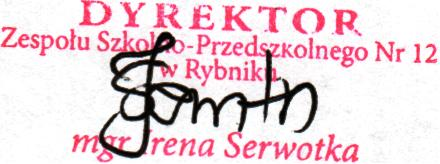 DYREKTOR
Zespołu Szkolno-Przedszkolnego Nr 12
w Rybniku
mgr Irena Serwotka